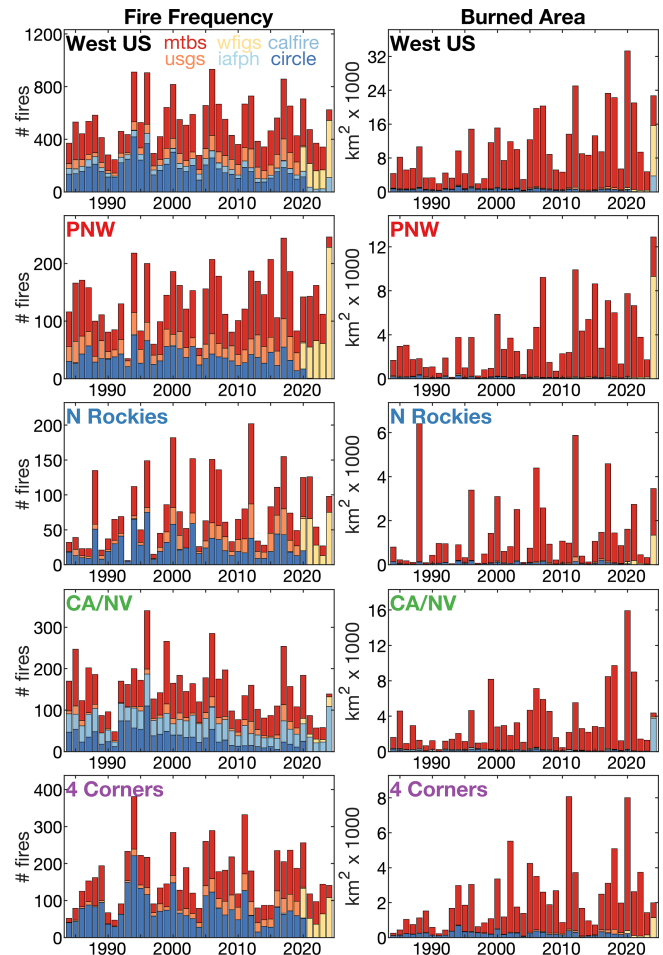 Fire Frequency
Burned Area
West US
mtbs wfigs calfire
usgs iafph circle
1200
800
400
0
# fires
1990 2000 2010 2020
West US
32
24
16
8
0
km² x 1000
1990 2000 2010 2020
PNW
200
100
0
# fires
1990 2000 2010 2020
PNW
12
8
4
0
km² x 1000
1990 2000 2010 2020
N Rockies
200
150
100
50
0
# fires
1990 2000 2010 2020
N Rockies
6
4
2
0
km² x 1000
1990 2000 2010 2020
CA/NV
300
200
100
0
# fires
1990 2000 2010 2020
CA/NV
16
12
8
4
0
km² x 1000
1990 2000 2010 2020
4 Corners
400
300
200
100
0
# fires
1990 2000 2010 2020
4 Corners
8
6
4
2
0
km² x 1000
1990 2000 2010 2020